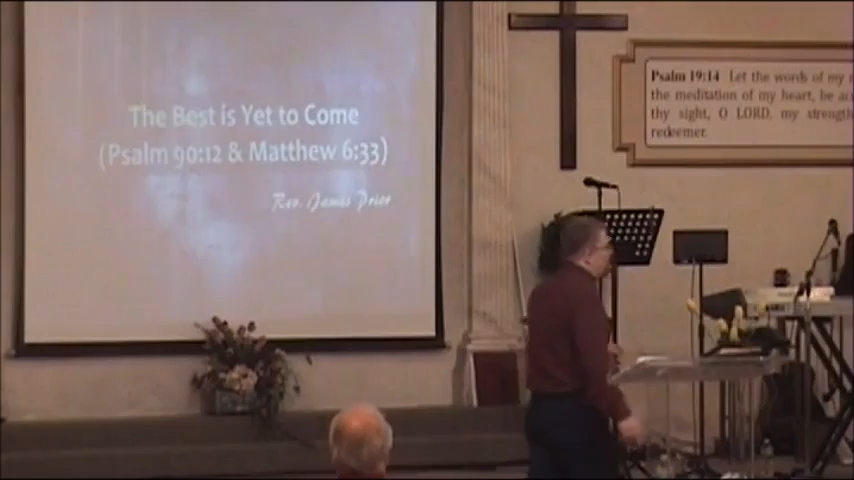 The Best is Yet to Come
(Psalm 90:12 & Matthew 6:33)
Rev. James Price
Psalm 19:14 Let the words of my
the meditation of my heart, be
thy sight, O LORD, my strength
redeemer.